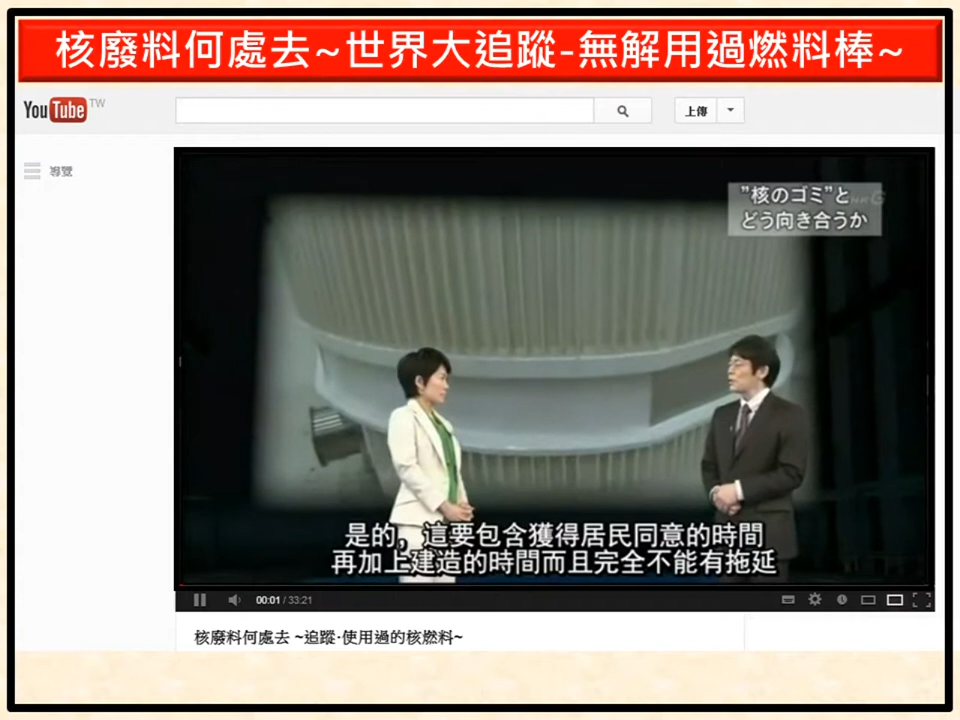 核廢料何處去~世界大追蹤-無解用過燃料棒~
YouTube TW
上傳
導覽
”核のゴミ”と
どう向き合うか
是的，這要包含獲得居民同意的時間
再加上建造的時間而且完全不能有拖延
00:01 / 33:21
核廢料何處去 ~追蹤·使用過的核燃料~